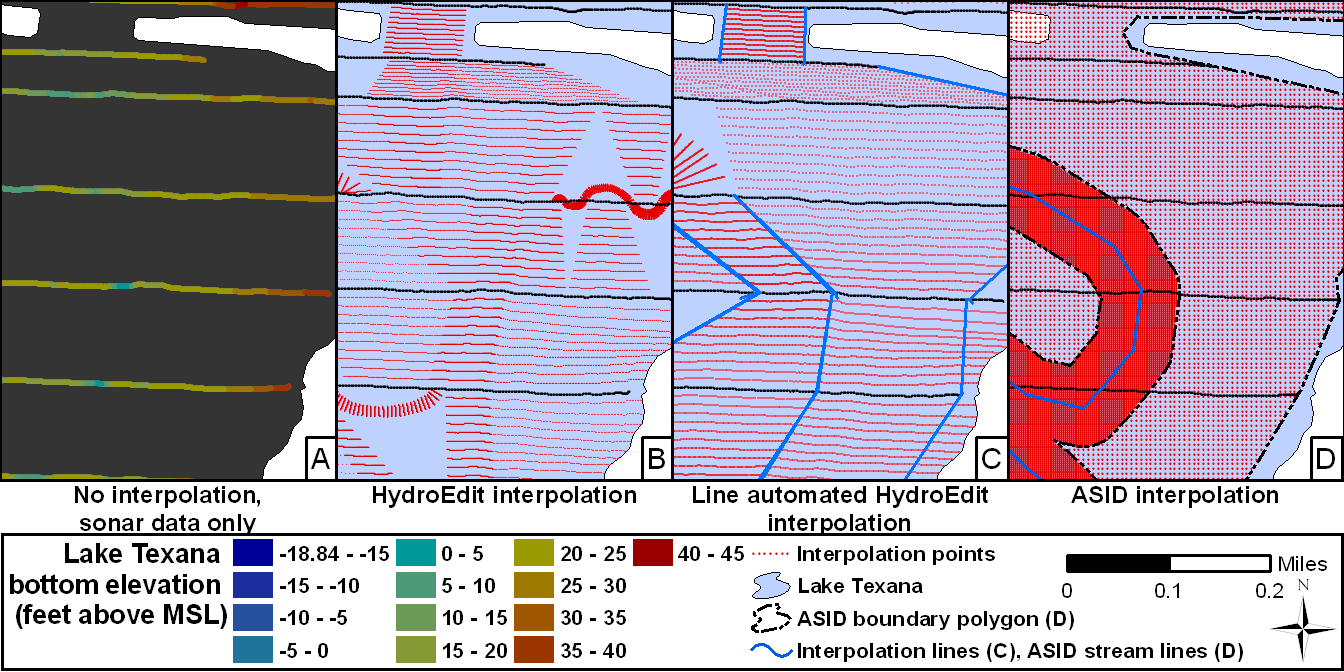 A
B
C
D
No interpolation,
sonar data only
HydroEdit interpolation
Line automated HydroEdit
interpolation
ASID interpolation
Lake Texana
bottom elevation
(feet above MSL)
-18.84 - -15
-15 - -10
-10 - -5
-5 - 0
0 - 5
5 - 10
10 - 15
15 - 20
20 - 25
25 - 30
30 - 35
35 - 40
40 - 45
Interpolation points
Lake Texana
ASID boundary polygon (D)
Interpolation lines (C), ASID stream lines (D)
Miles
0 0.1 0.2
N